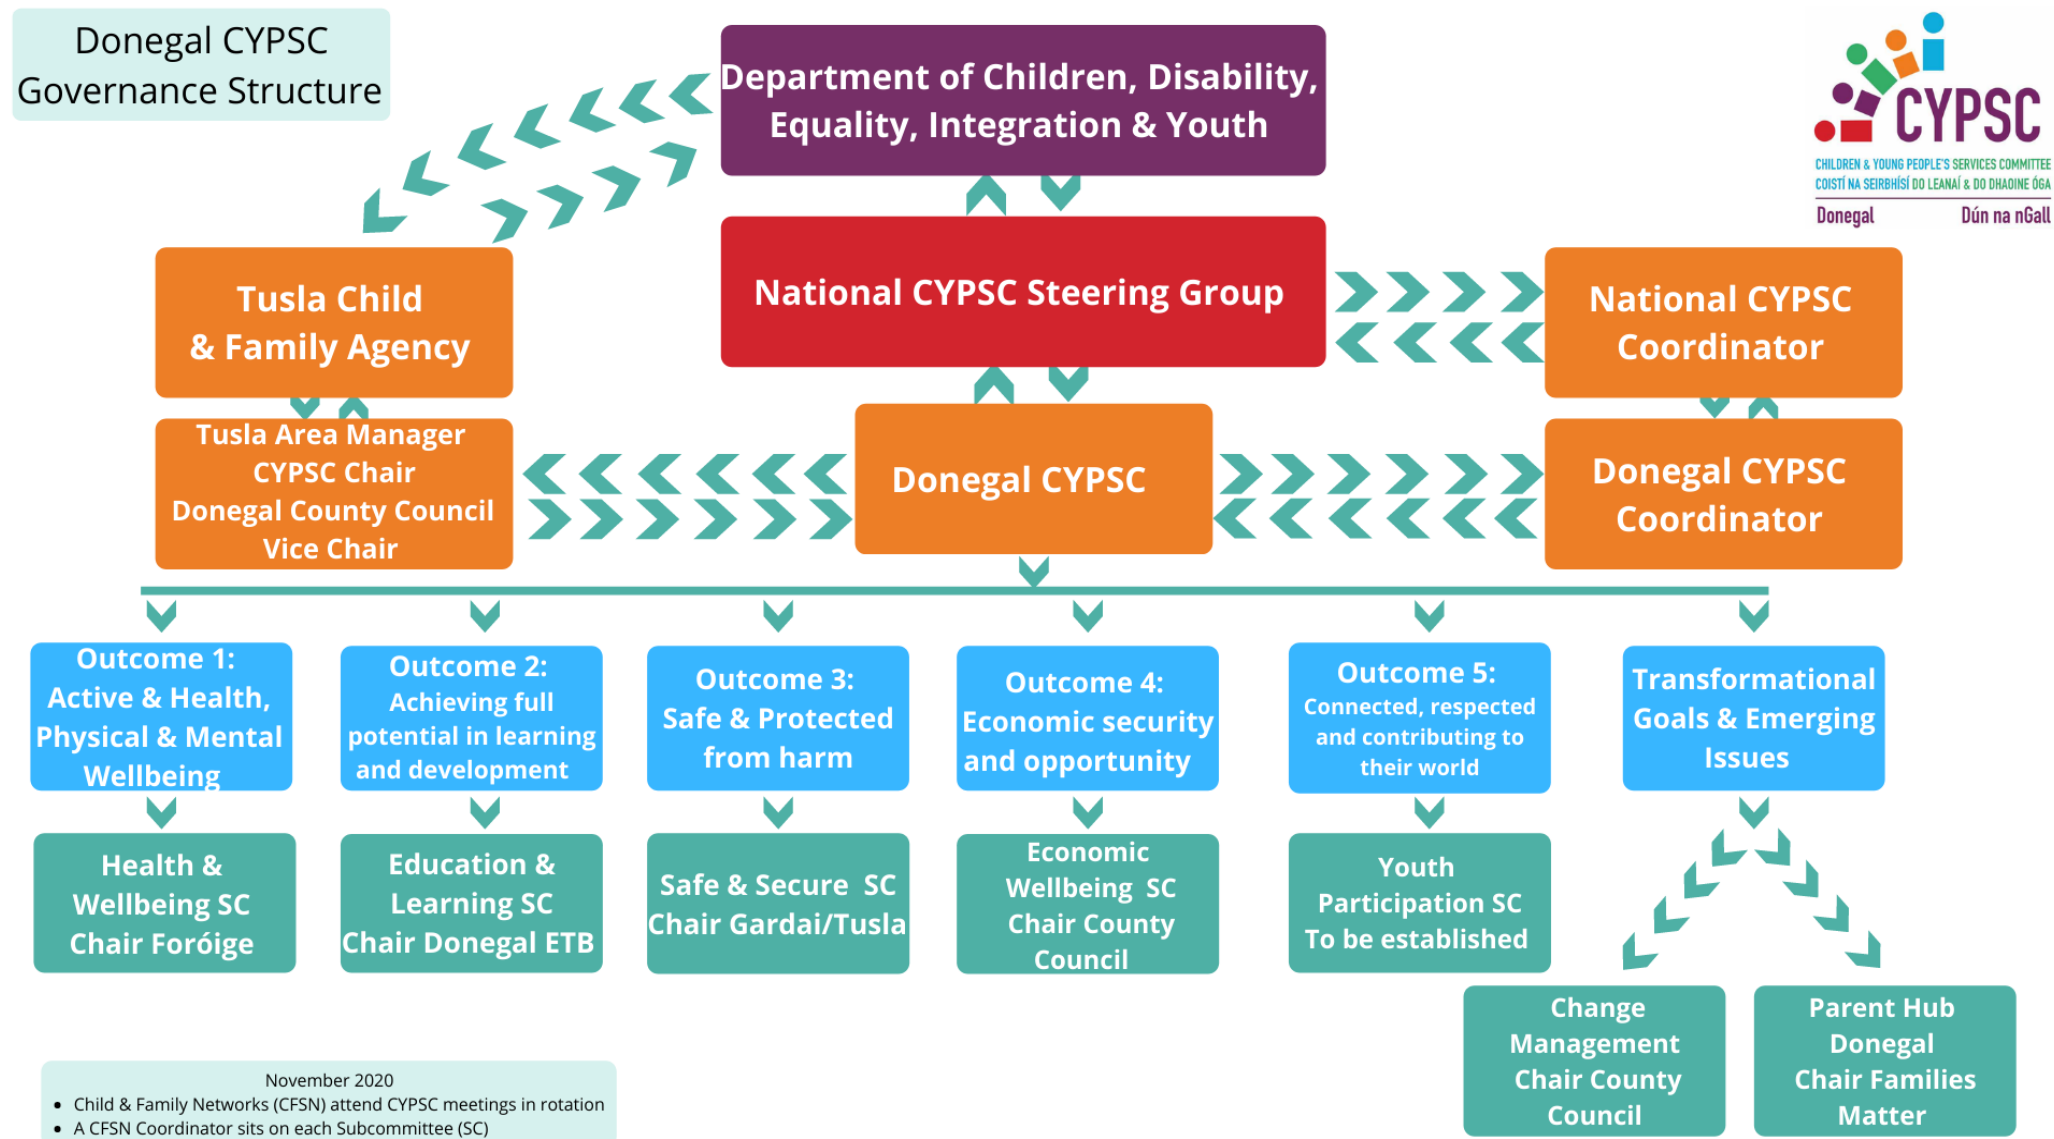 Donegal CYPSC
Governance Structure
Department of Children, Disability,
Equality, Integration & Youth
CYPSC
CHILDREN & YOUNG PEOPLE'S SERVICES COMMITTEE
COISTÍ NA SEIRBHÍSÍ DO LEANAÍ & DO DHAOINE ÓGA
Donegal Dún na nGall
Tusla Child
& Family Agency
National CYPSC Steering Group
National CYPSC
Coordinator
Tusla Area Manager
CYPSC Chair
Donegal County Council
Vice Chair
Donegal CYPSC
Donegal CYPSC
Coordinator
Outcome 1:
Active & Health,
Physical & Mental
Wellbeing
Outcome 2:
Achieving full
potential in learning
and development
Outcome 3:
Safe & Protected
from harm
Outcome 4:
Economic security
and opportunity
Outcome 5:
Connected, respected
and contributing to
their world
Transformational
Goals & Emerging
Issues
Health &
Wellbeing SC
Chair Foróige
Education &
Learning SC
Chair Donegal ETB
Safe & Secure SC
Chair Gardai/Tusla
Economic
Wellbeing SC
Chair County
Council
Youth
Participation SC
To be established
Change
Management
Chair County
Council
Parent Hub
Donegal
Chair Families
Matter
November 2020
• Child & Family Networks (CFSN) attend CYPSC meetings in rotation
• A CFSN Coordinator sits on each Subcommittee (SC)